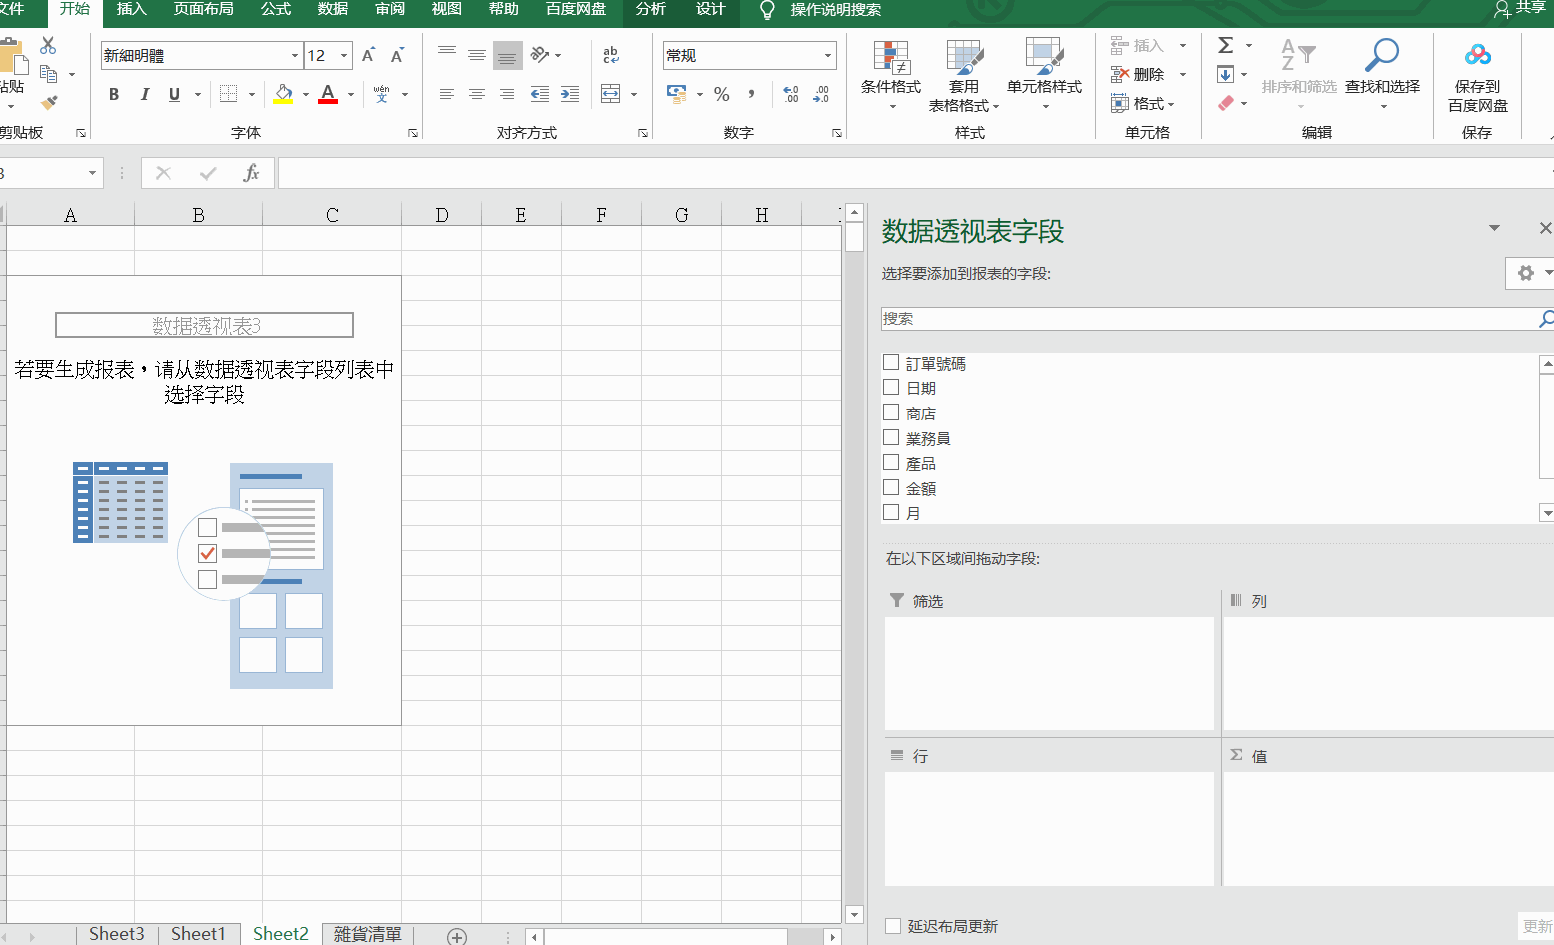 文件 开始 插入 页面布局 公式 数据 审阅 视图 帮助 百度网盘 分析 设计 操作说明搜索 共享
新細明體 12 A A ab c 常规 Σ A Z 插入
粘贴 条件格式 套用 表格格式 单元格样式 删除 排序和筛选 查找和选择 保存到 百度网盘
B I U A wén 文 % , .00 .0 格式
剪贴板 字体 对齐方式 数字 样式 单元格 编辑 保存
3 fx
A B C D E F G H
数据透视表字段
选择要添加到报表的字段:
搜索
数据透视表3
若要生成报表，请从数据透视表字段列表中
选择字段
訂單號碼
日期
商店
業務員
產品
金額
月
在以下区域间拖动字段:
筛选 列
行 Σ 值
延迟布局更新 更新
Sheet3 Sheet1 Sheet2 雜貨清單